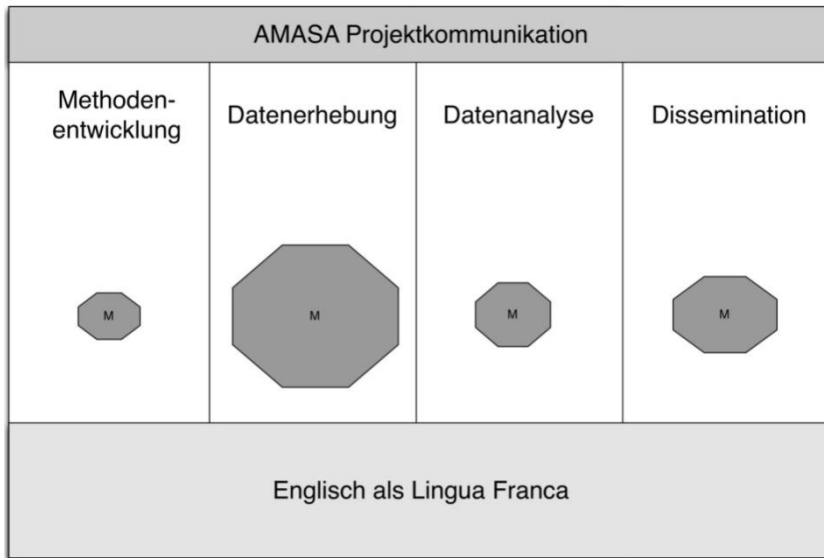 AMASA Projektkommunikation
Methoden-
entwicklung
Datenerhebung
Datenanalyse
Dissemination
M
M
M
M
Englisch als Lingua Franca